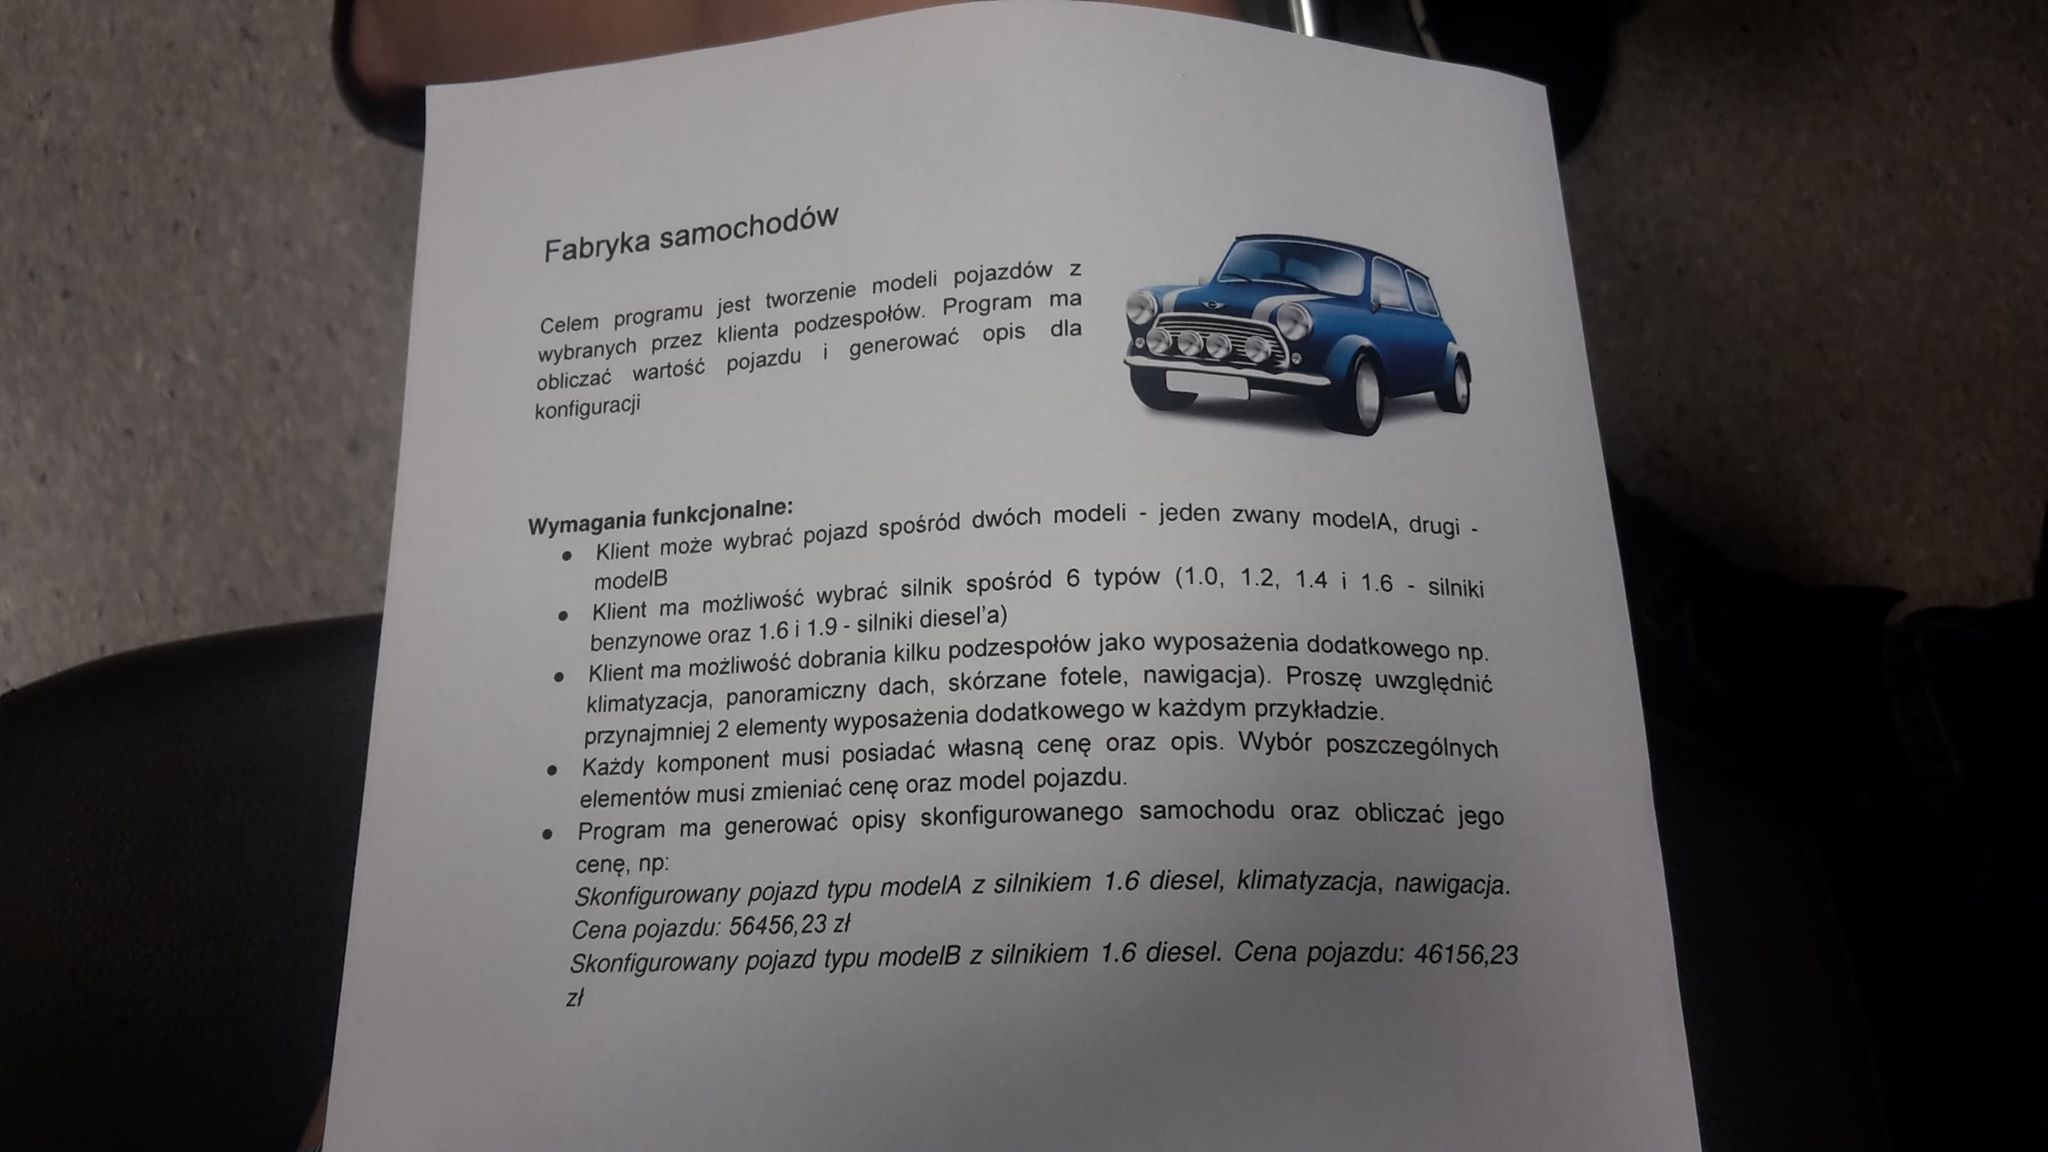 Fabryka samochodów
Celem programu jest tworzenie modeli pojazdów z
wybranych przez klienta podzespołów. Program ma
obliczać wartość pojazdu i generować opis dla
konfiguracji
Wymagania funkcjonalne:
● Klient może wybrać pojazd spośród dwóch modeli - jeden zwany modelA, drugi -
modelB
● Klient ma możliwość wybrać silnik spośród 6 typów (1.0, 1.2, 1.4 i 1.6 - silniki
benzynowe oraz 1.6 i 1.9 - silniki diesel'a)
● Klient ma możliwość dobrania kilku podzespołów jako wyposażenia dodatkowego np.
klimatyzacja, panoramiczny dach, skórzane fotele, nawigacja). Proszę uwzględnić
przynajmniej 2 elementy wyposażenia dodatkowego w każdym przykładzie.
● Każdy komponent musi posiadać własną cenę oraz opis. Wybór poszczególnych
elementów musi zmieniać cenę oraz model pojazdu.
● Program ma generować opisy skonfigurowanego samochodu oraz obliczać jego
cenę, np:
Skonfigurowany pojazd typu modelA z silnikiem 1.6 diesel, klimatyzacja, nawigacja.
Cena pojazdu: 56456,23 zł
Skonfigurowany pojazd typu modelB z silnikiem 1.6 diesel. Cena pojazdu: 46156,23
zł